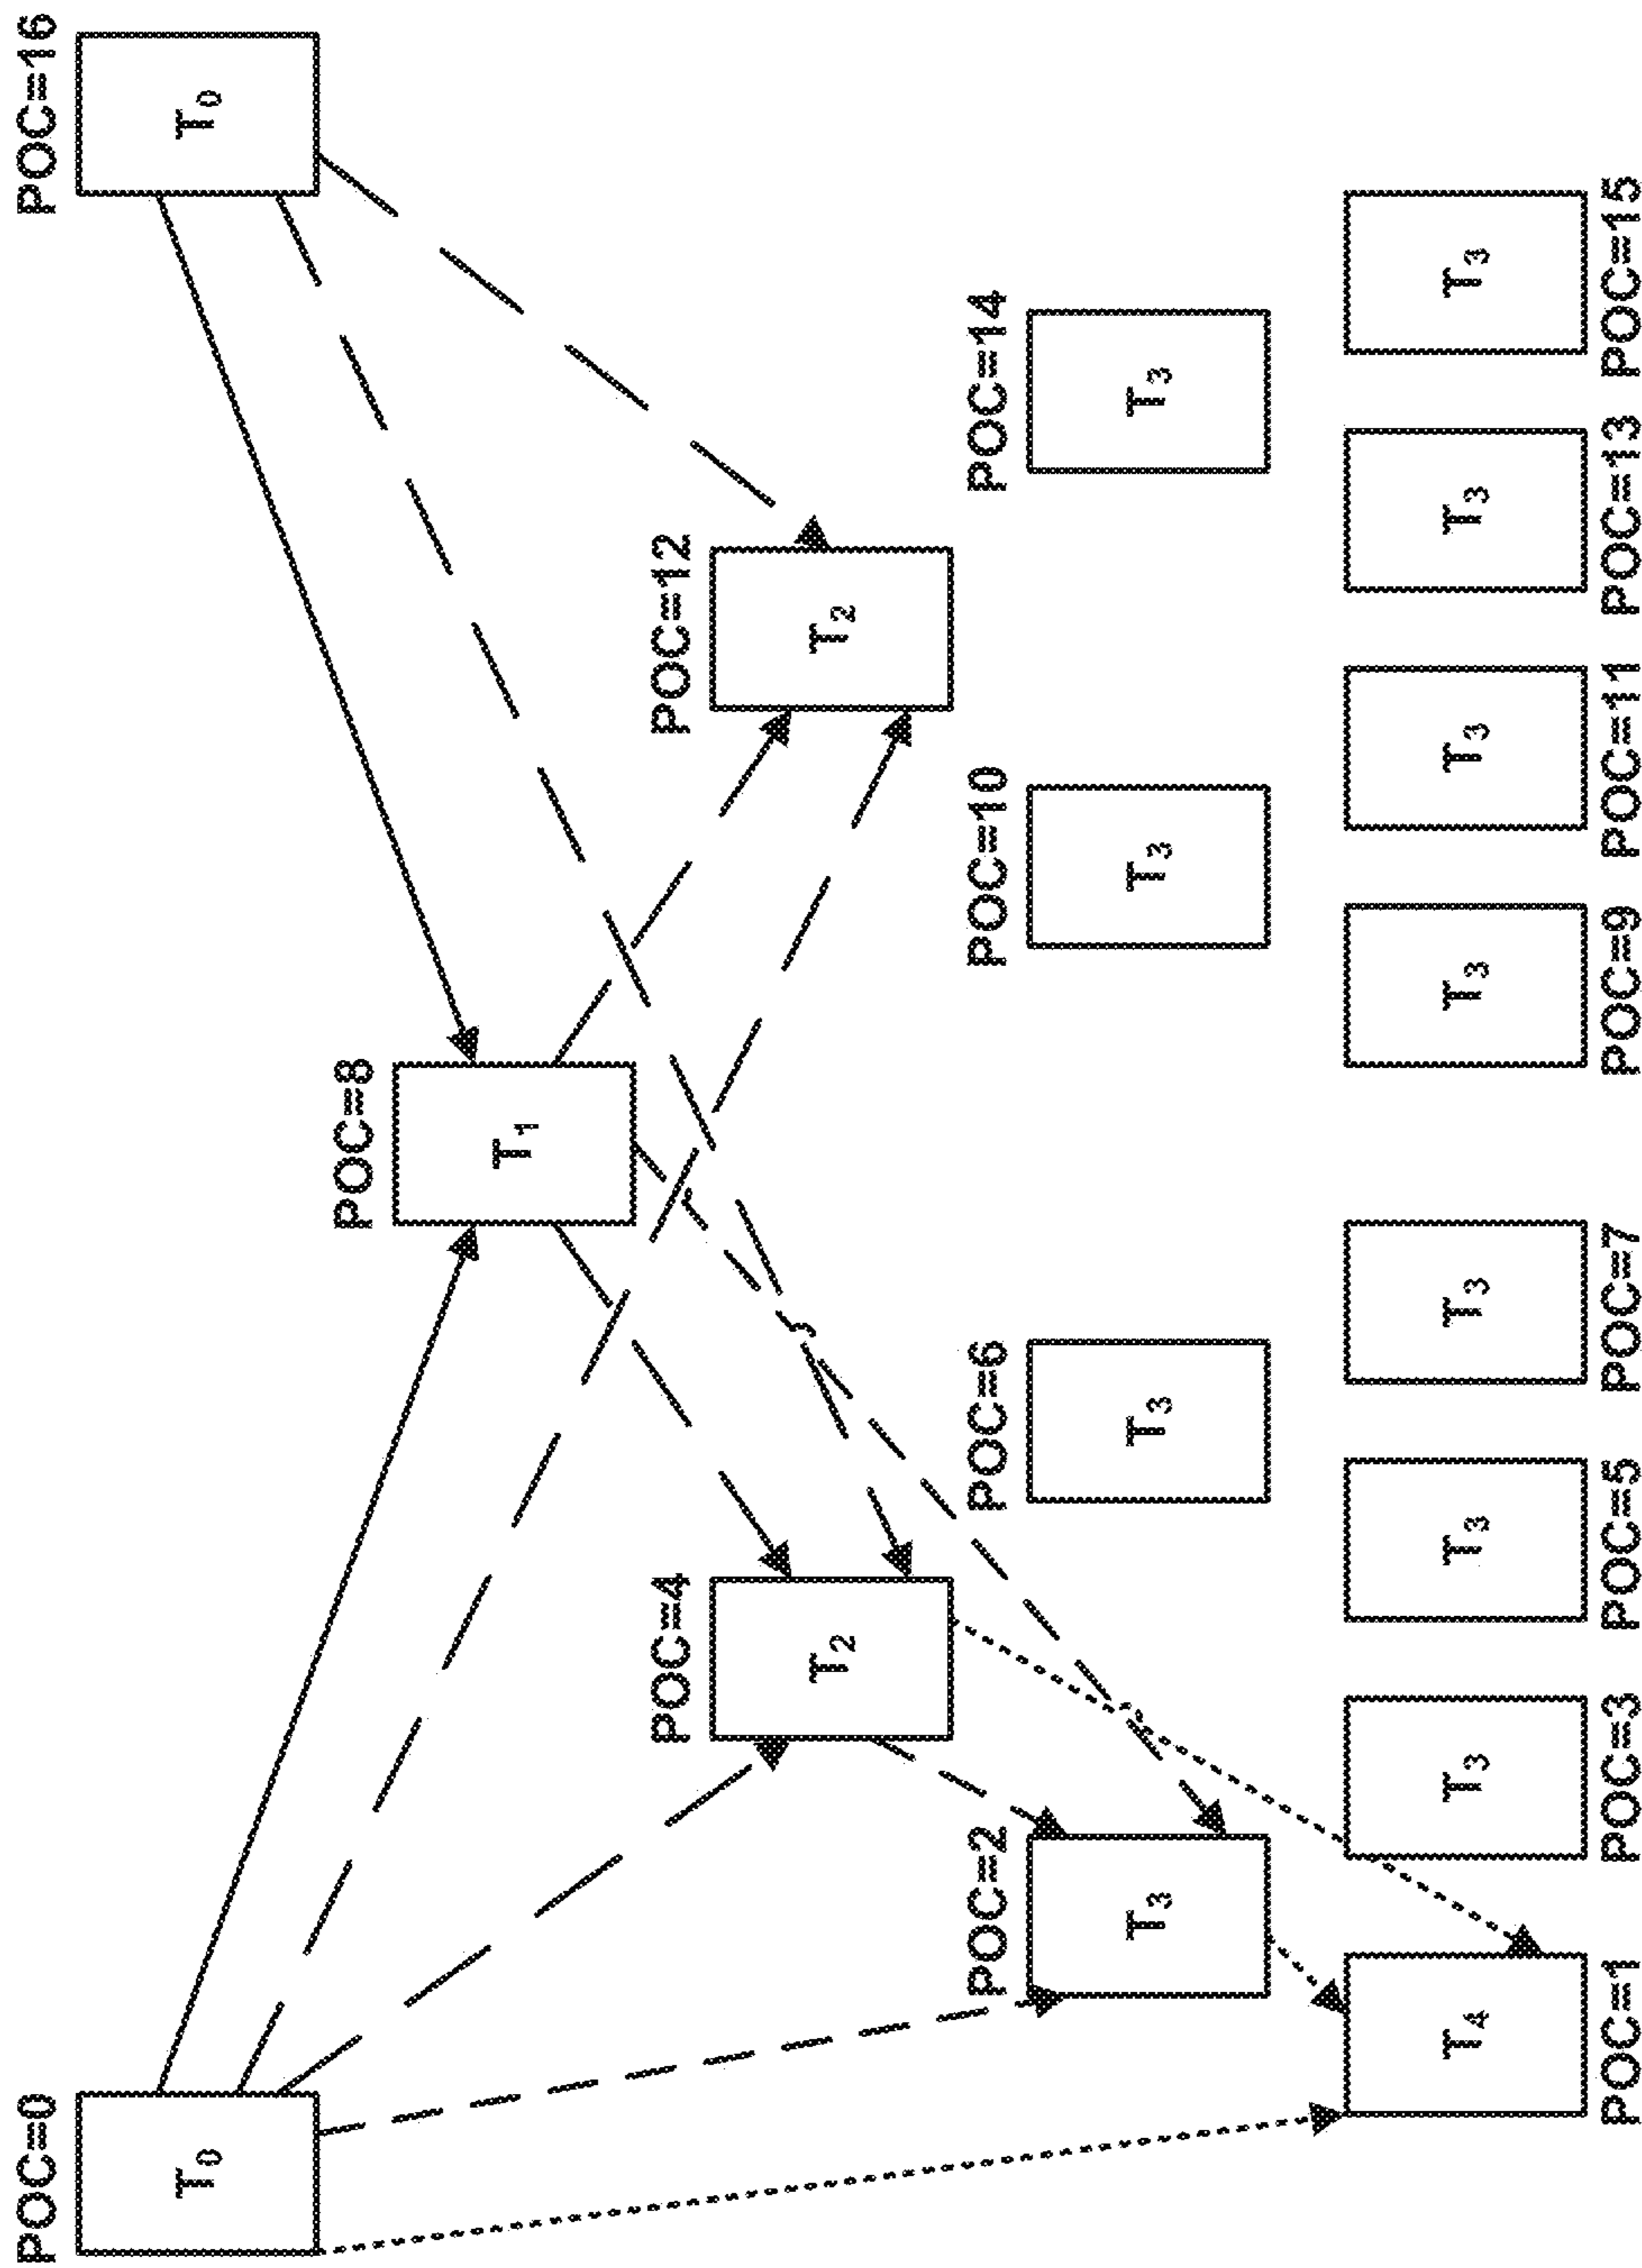 POC=0
T0
POC=16
T0
POC=8
T1
POC=4
T2
POC=12
T2
POC=2
T3
POC=6
T3
POC=10
T3
POC=14
T3
T4
POC=1
T3
POC=3
T3
POC=5
T3
POC=7
T3
POC=9
T3
POC=11
T3
POC=13
T3
POC=15